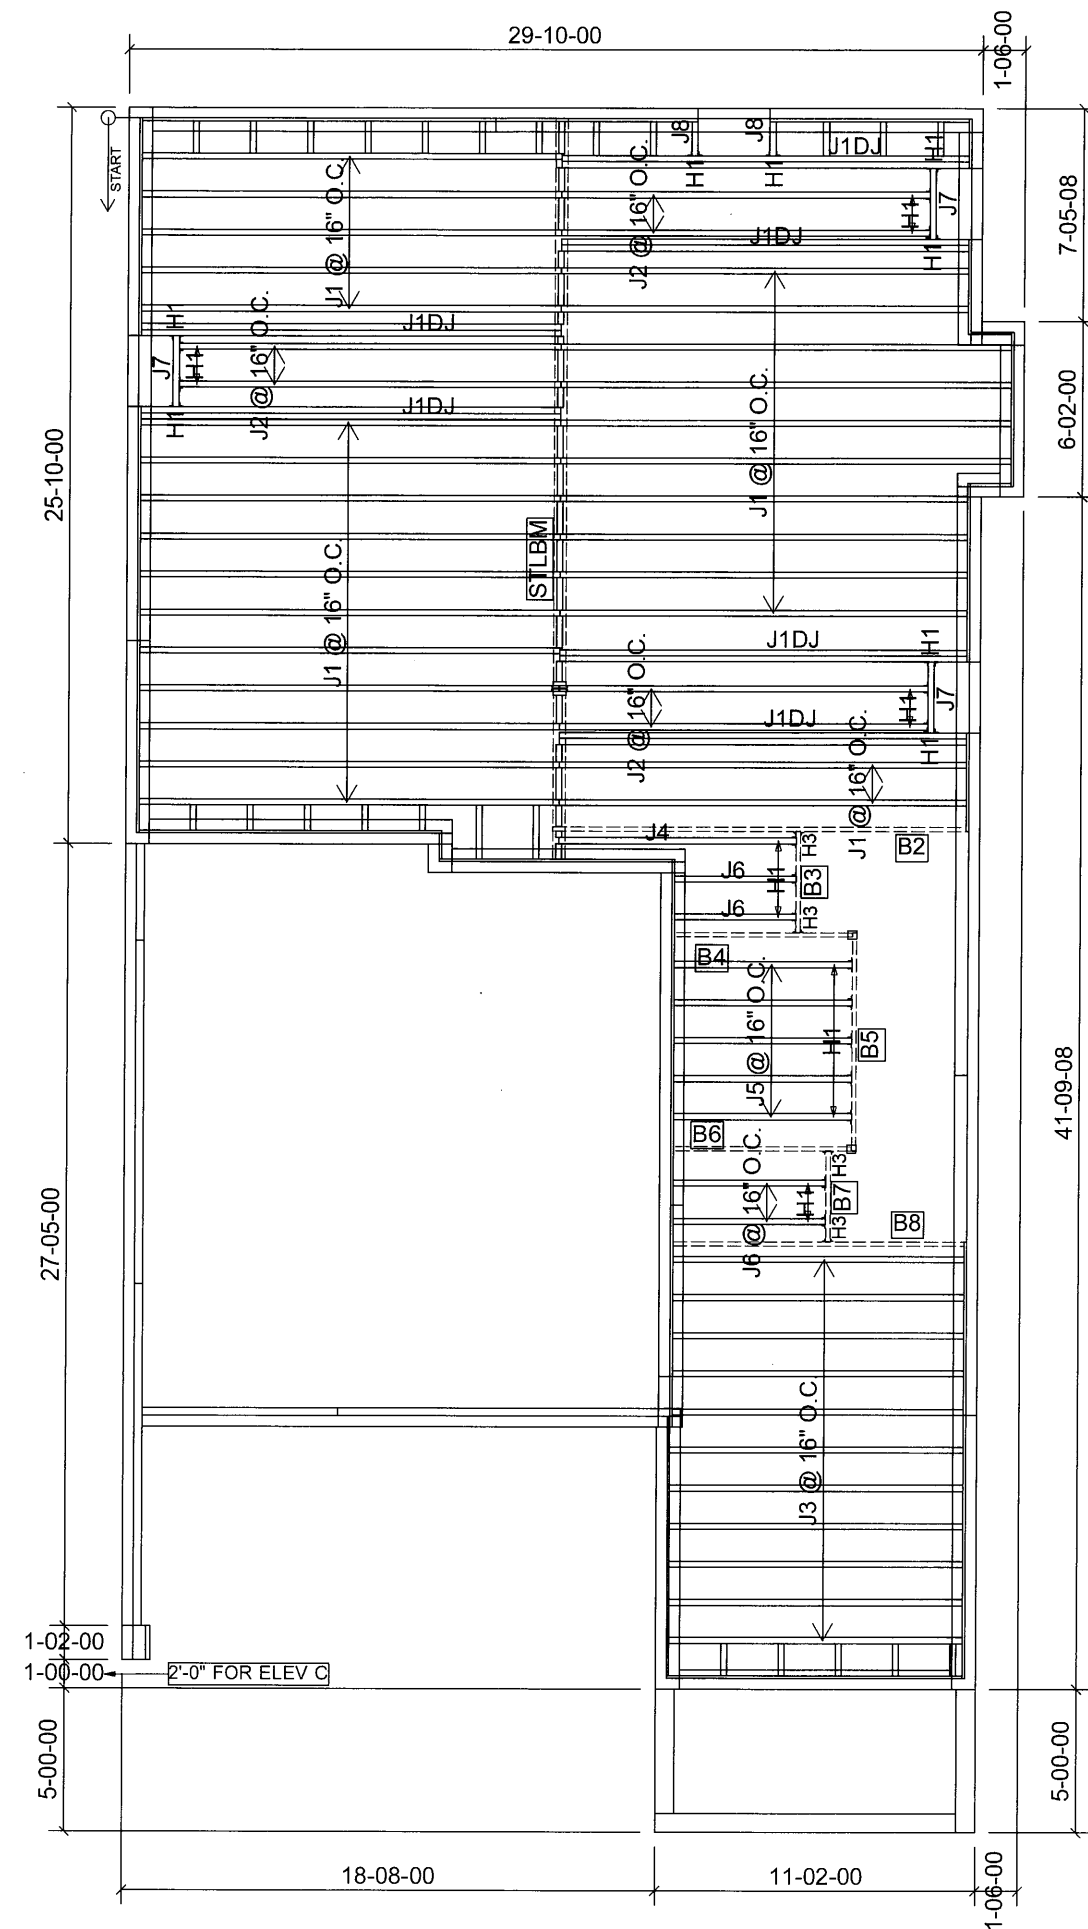 29-10-00
1-06-00
START
J8
J8
J1DJ
H1
H1
H1
J1 @ 16" O.C.
J2 @ 16" O.C.
H1
J7
7-05-08
J1DJ
H1
H1
J1DJ
J2 @ 16" O.C.
H1
J7
J1DJ
H1
J1 @ 16" O.C.
6-02-00
25-10-00
STLBM
J1 @ 16" O.C.
J1DJ
H1
J2 @ 16" O.C.
H1
J7
J1DJ
H1
J1 @ 16" O.C.
J4
H3
B2
J6
H1
B3
J6
H3
B4
J5 @ 16" O.C.
H1
B5
41-09-08
B6
H3
J6 @ 16" O.C.
H1
B7
H3
B8
27-05-00
J3 @ 16" O.C.
1-02-00
1-00-00
2'-0" FOR ELEV C
5-00-00
5-00-00
18-08-00
11-02-00
1-06-00